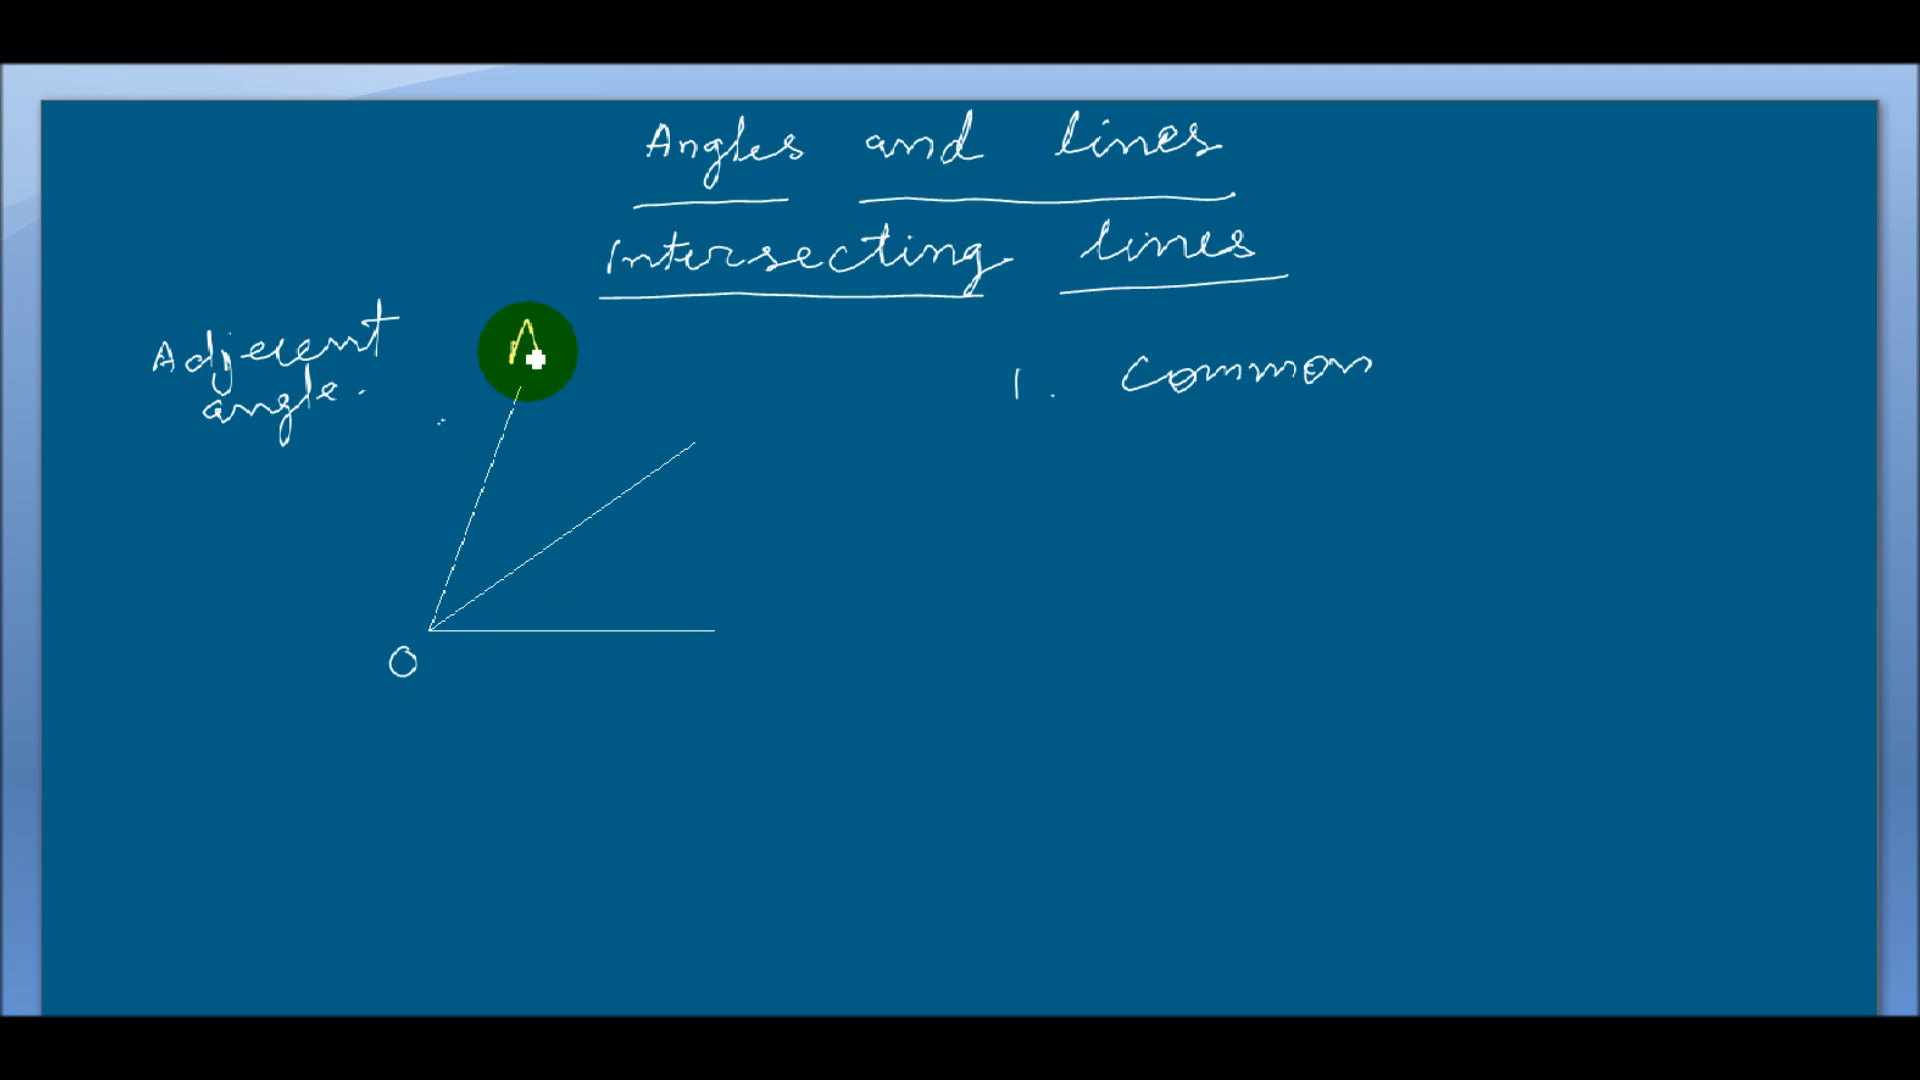 Angles and lines
Intersecting lines
Adjecent
angle.
A
1. Common
O